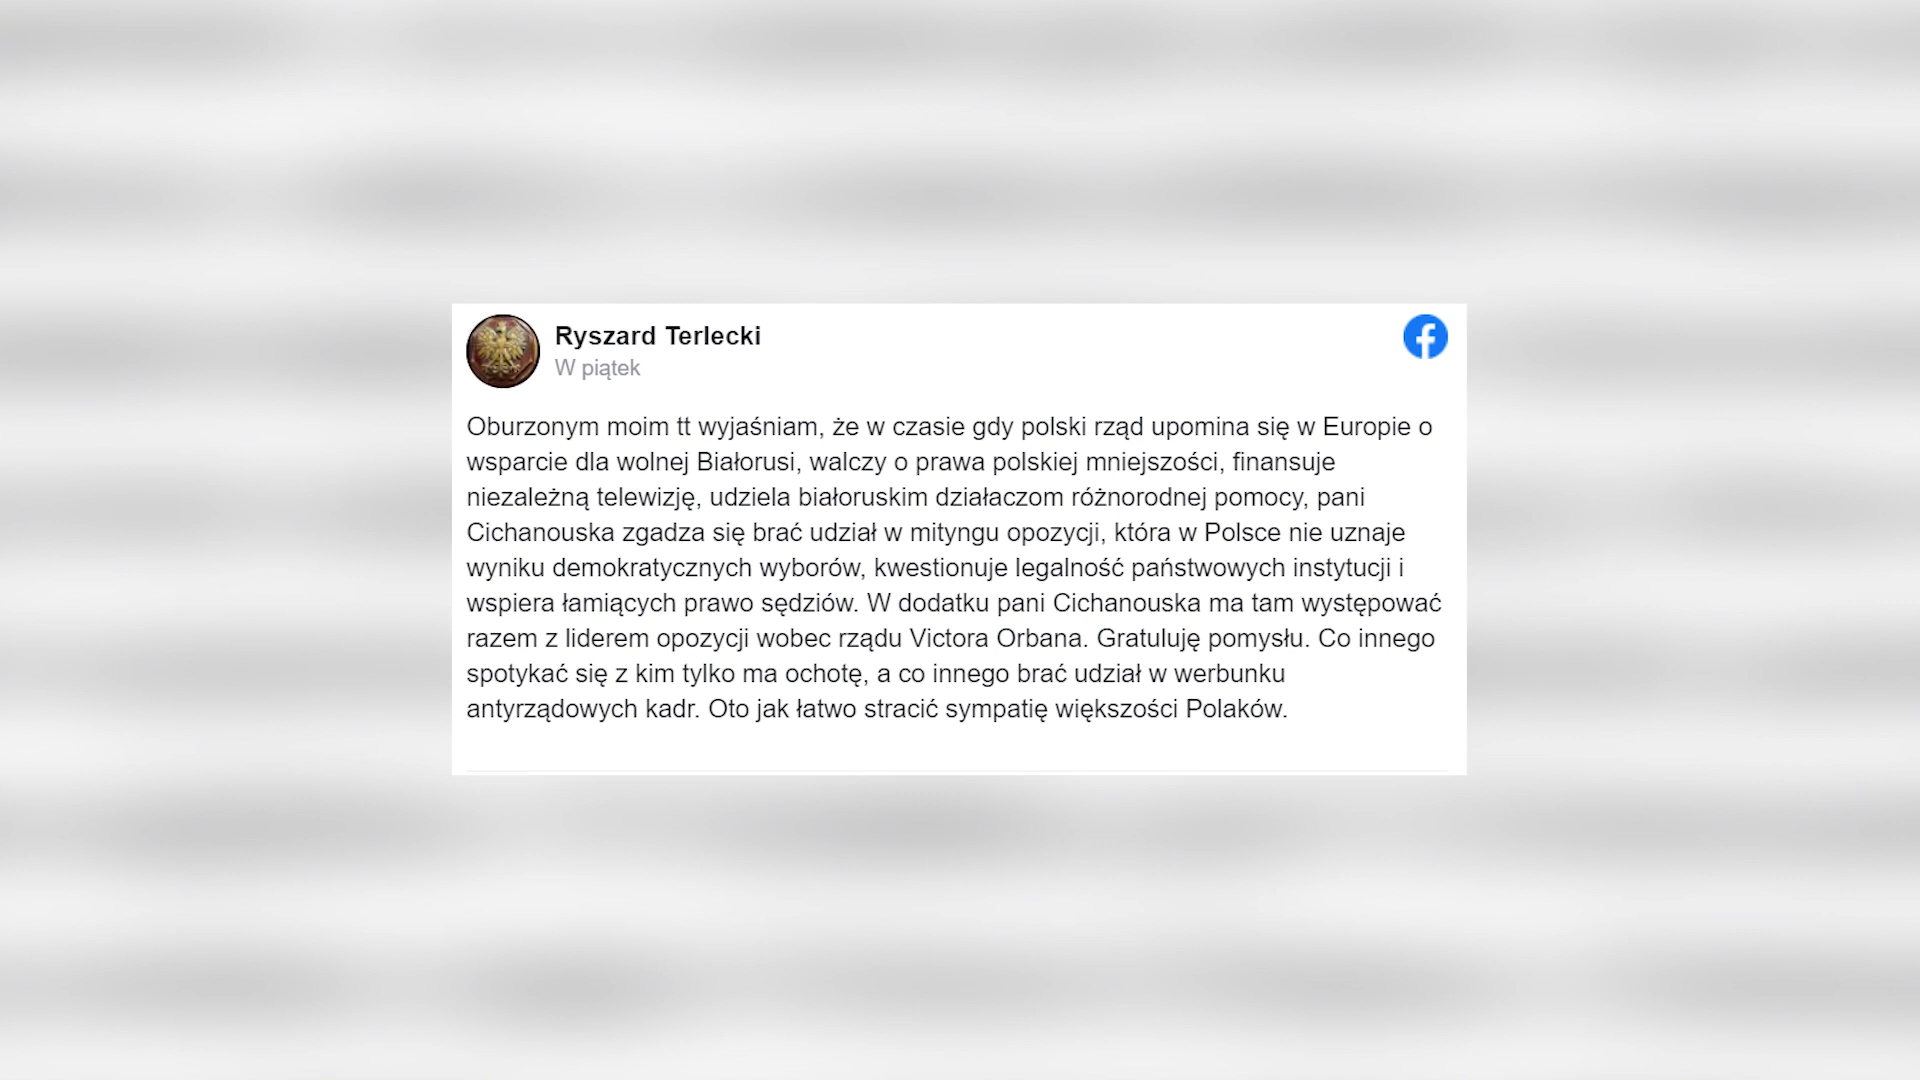 Ryszard Terlecki
W piątek
Oburzonym moim tt wyjaśniam, że w czasie gdy polski rząd upomina się w Europie o
wsparcie dla wolnej Białorusi, walczy o prawa polskiej mniejszości, finansuje
niezależną telewizję, udziela białoruskim działaczom różnorodnej pomocy, pani
Cichanouska zgadza się brać udział w mityngu opozycji, która w Polsce nie uznaje
wyniku demokratycznych wyborów, kwestionuje legalność państwowych instytucji i
wspiera łamiących prawo sędziów. W dodatku pani Cichanouska ma tam występować
razem z liderem opozycji wobec rządu Victora Orbana. Gratuluję pomysłu. Co innego
spotykać się z kim tylko ma ochotę, a co innego brać udział w werbunku
antyrządowych kadr. Oto jak łatwo stracić sympatię większości Polaków.